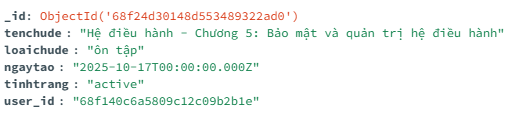 _id: ObjectId('68f24d30148d553489322ad0')
tenchude : "Hệ điều hành - Chương 5: Bảo mật và quản trị hệ điều hành"
loaichude : "ôn tập"
ngaytao : "2025-10-17T00:00:00.000Z"
tinhtrang : "active"
user_id : "68f140c6a5809c12c09b2b1e"